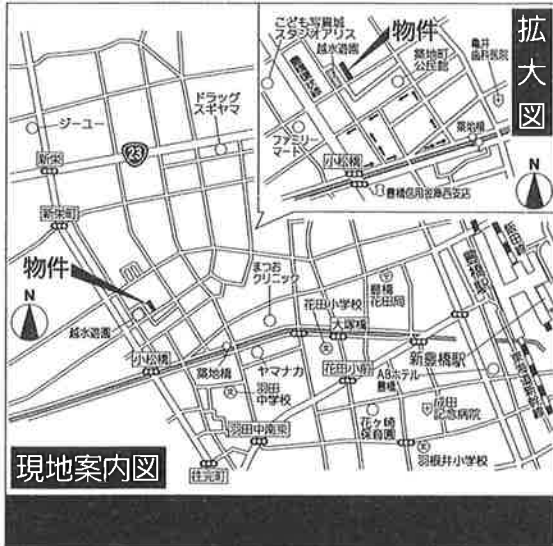 拡大図
こども写真城
スタジオアリス
物件
越水遊園
築地町
公民館
亀井
歯科医院
ファミリー
マート
築地橋
小松橋
豊橋信用金庫西支店
N
ドラッグ
スギヤマ
ジーユー
23
新栄
新栄町
物件
N
越水遊園
まつお
クリニック
花田小学校
豊橋
花田局
大塚橋
豊橋駅
飯田線
小松橋
築地橋
ヤマナカ
花田小前
新豊橋駅
ABホテル
豊橋
羽田
中学校
成田
記念病院
花ヶ崎
保育園
羽田中南東
羽根井小学校
往完町
現地案内図